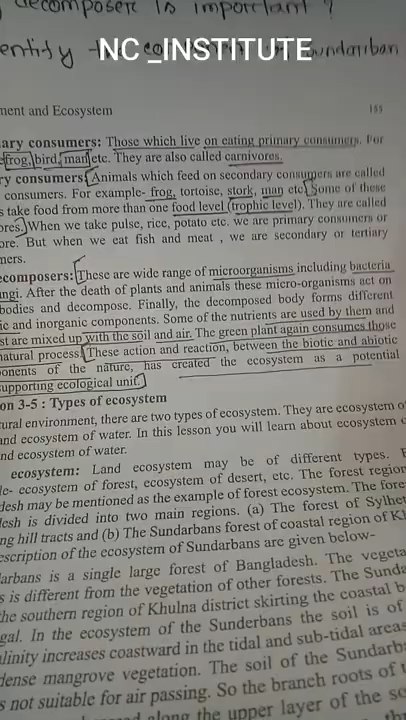 decomposers is important ?
entify the of Sundarban
NC _INSTITUTE
ment and Ecosystem 155
ary consumers: Those which live on eating primary consumers. For
frog, bird, man etc. They are also called carnivores.
ry consumers: Animals which feed on secondary consumers are called
consumers. For example- frog, tortoise, stork, man etc. Some of these
s take food from more than one food level (trophic level). They are called
ores. When we take pulse, rice, potato etc. we are primary consumers or
ore. But when we eat fish and meat , we are secondary or tertiary
mers.
ecomposers: These are wide range of microorganisms including bacteria
ngi. After the death of plants and animals these micro-organisms act on
bodies and decompose. Finally, the decomposed body forms different
ic and inorganic components. Some of the nutrients are used by them and
st are mixed up with the soil and air. The green plant again consumes those
natural process. These action and reaction, between the biotic and abiotic
onents of the nature, has created the ecosystem as a potential
upporting ecological unit.
on 3-5 : Types of ecosystem
ural environment, there are two types of ecosystem. They are ecosystem o
and ecosystem of water. In this lesson you will learn about ecosystem o
nd ecosystem of water.
ecosystem: Land ecosystem may be of different types. F
le- ecosystem of forest, ecosystem of desert, etc. The forest region
desh may be mentioned as the example of forest ecosystem. The fore
lesh is divided into two main regions. (a) The forest of Sylhet
ng hill tracts and (b) The Sundarbans forest of coastal region of Kh
escription of the ecosystem of Sundarbans are given below-
arbans is a single large forest of Bangladesh. The vegeta
s is different from the vegetation of other forests. The Sunda
the southern region of Khulna district skirting the coastal b
gal. In the ecosystem of the Sunderbans the soil is of
linity increases coastward in the tidal and sub-tidal areas
dense mangrove vegetation. The soil of the Sundarb
s not suitable for air passing. So the branch roots of t
along the upper layer of the so